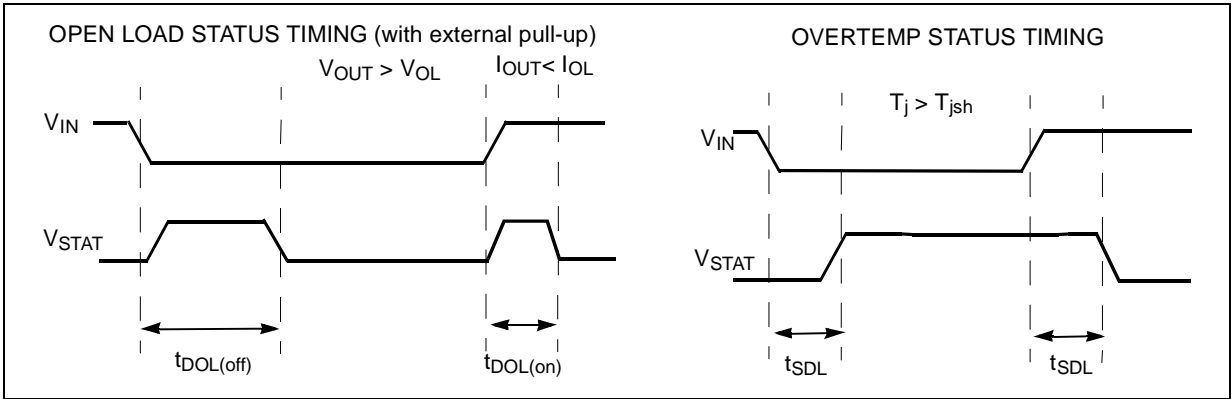 OPEN LOAD STATUS TIMING (with external pull-up)
VOUT > VOL
IOUT< IOL
VIN
VSTAT
tDOL(off)
tDOL(on)
OVERTEMP STATUS TIMING
Tj > Tjsh
VIN
VSTAT
tSDL
tSDL